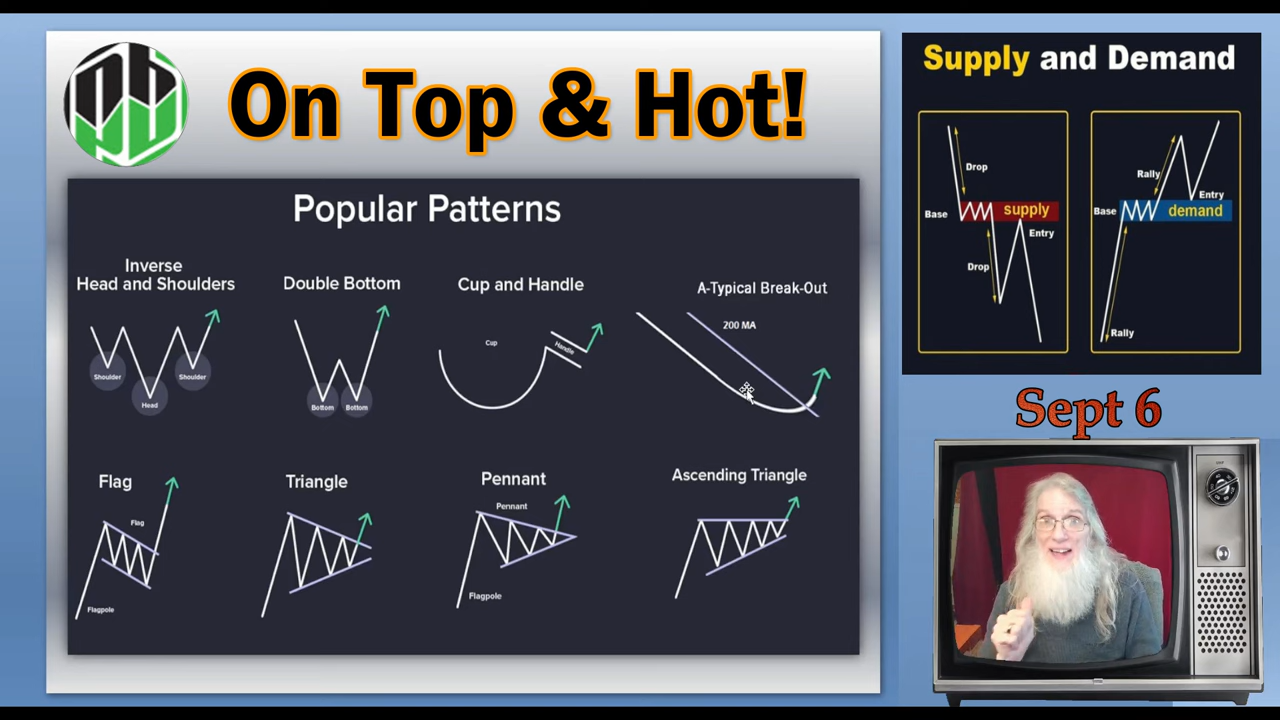 On Top & Hot!
Popular Patterns
Inverse
Head and Shoulders
Shoulder
Head
Shoulder
Double Bottom
Bottom
Bottom
Cup and Handle
Cup
Handle
A-Typical Break-Out
200 MA
Flag
Flag
Flagpole
Triangle
Pennant
Pennant
Flagpole
Ascending Triangle
Supply and Demand
Drop
Base
supply
Entry
Drop
Rally
Entry
Base
demand
Rally
Sept 6